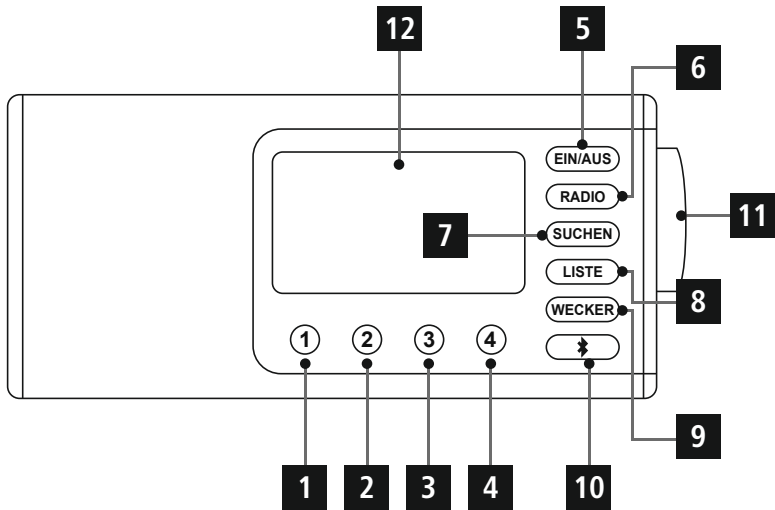 12 5
6
EIN/AUS
RADIO
11
7 SUCHEN
LISTE
8
WECKER
1 2 3 4
9
1 2 3 4 10